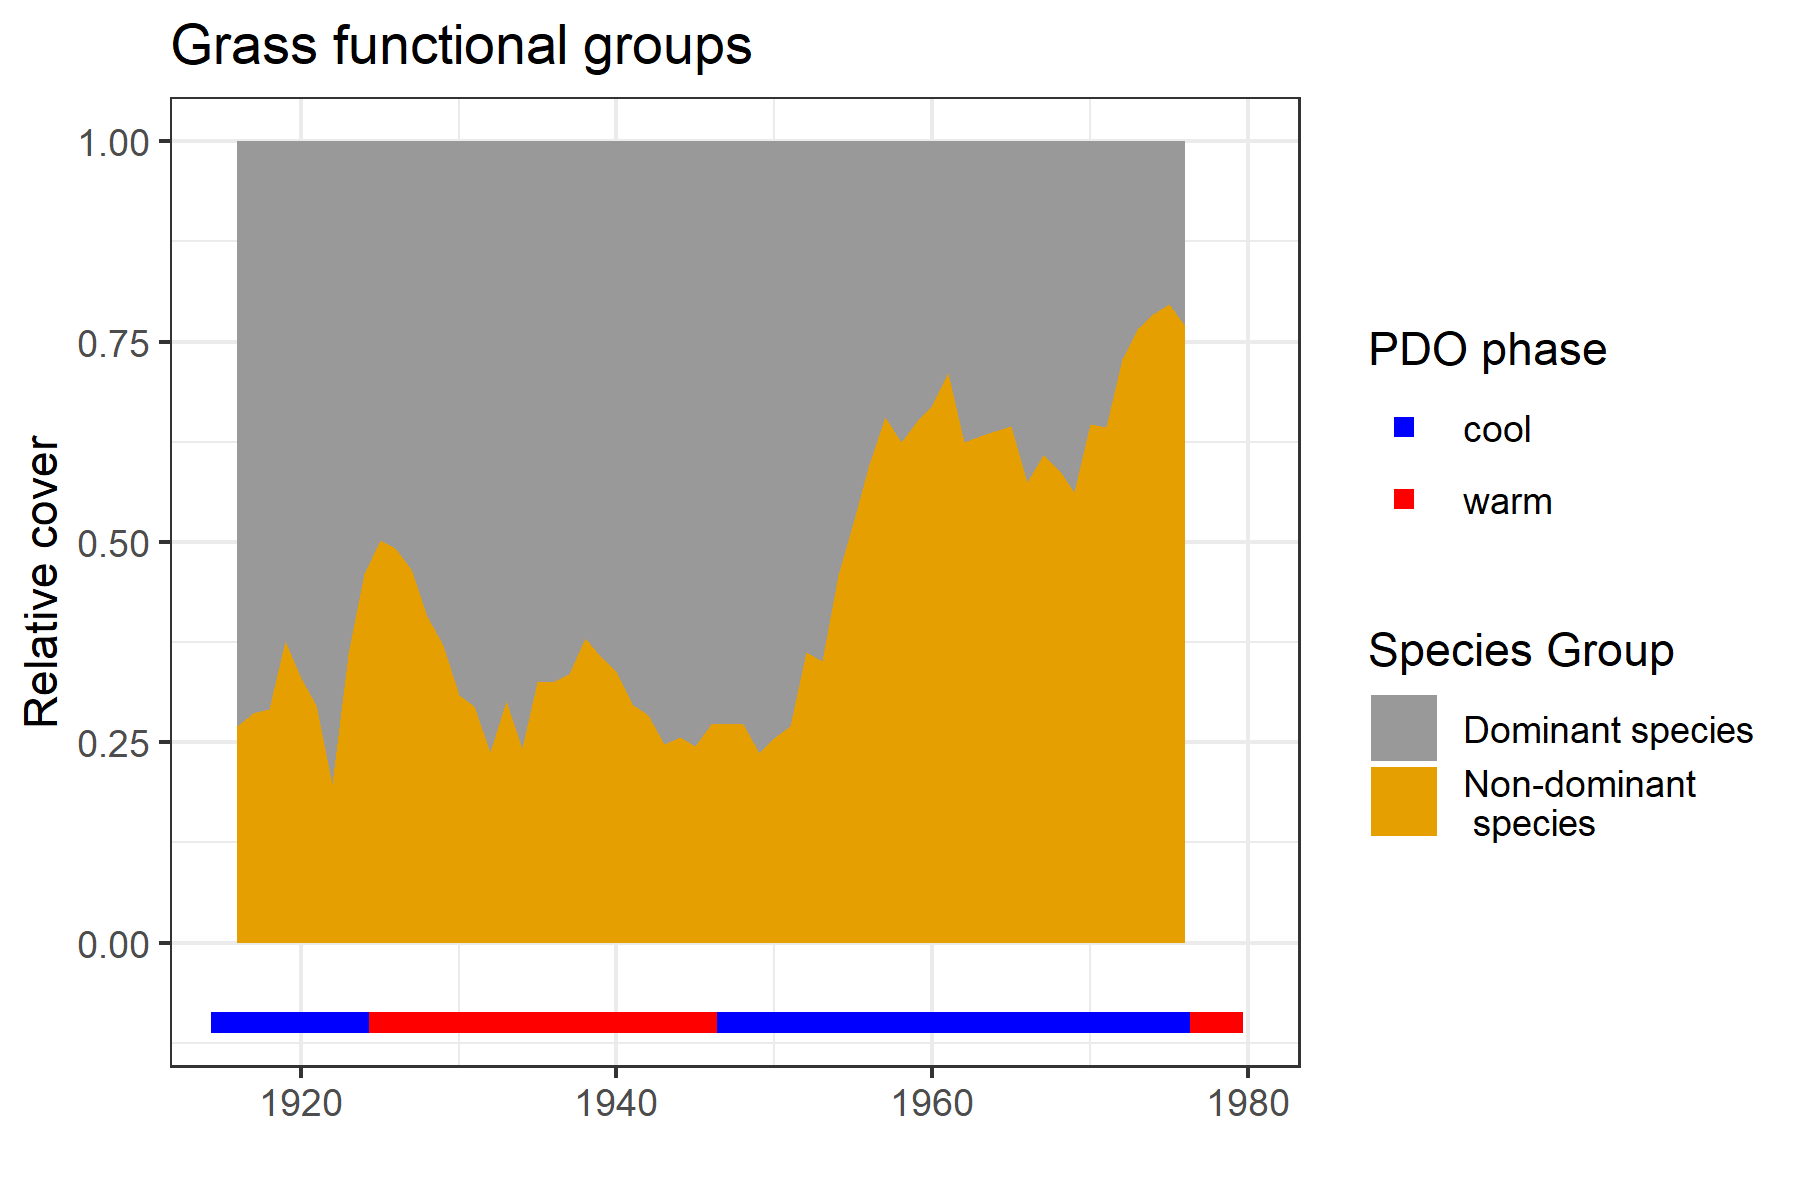 Grass functional groups
Relative cover
1.00
0.75
0.50
0.25
0.00
1920
1940
1960
1980
PDO phase
cool
warm
Species Group
Dominant species
Non-dominant
species